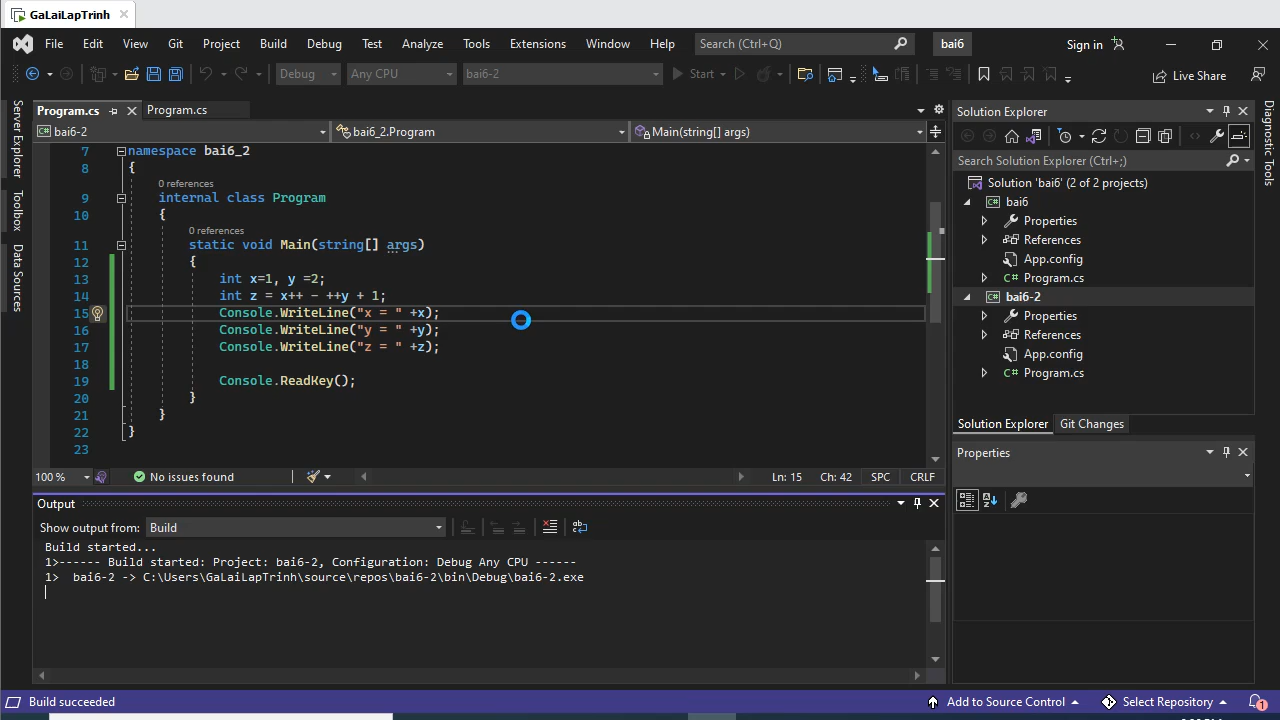 GaLaiLapTrinh
File Edit View Git Project Build Debug Test Analyze Tools Extensions Window Help Search (Ctrl+Q) bai6 Sign in
Debug Any CPU bai6-2 Start Live Share
Server Explorer
Toolbox
Data Sources
Program.cs Program.cs
bai6-2 bai6_2.Program Main(string[] args)
7 namespace bai6_2
8 {
0 references
9 internal class Program
10 {
0 references
11 static void Main(string[] args)
12 {
13 int x=1, y =2;
14 int z = x++ - ++y + 1;
15 Console.WriteLine("x = " +x);
16 Console.WriteLine("y = " +y);
17 Console.WriteLine("z = " +z);
18
19 Console.ReadKey();
20 }
21 }
22 }
23
100 % No issues found Ln: 15 Ch: 42 SPC CRLF
Output
Show output from: Build
Build started...
1>------ Build started: Project: bai6-2, Configuration: Debug Any CPU ------
1>  bai6-2 -> C:\Users\GaLaiLapTrinh\source\repos\bai6-2\bin\Debug\bai6-2.exe
Solution Explorer
Search Solution Explorer (Ctrl+;)
Solution 'bai6' (2 of 2 projects)
bai6
Properties
References
App.config
C# Program.cs
bai6-2
Properties
References
App.config
C# Program.cs
Solution Explorer Git Changes
Properties
Diagnostic Tools
Build succeeded Add to Source Control Select Repository 1